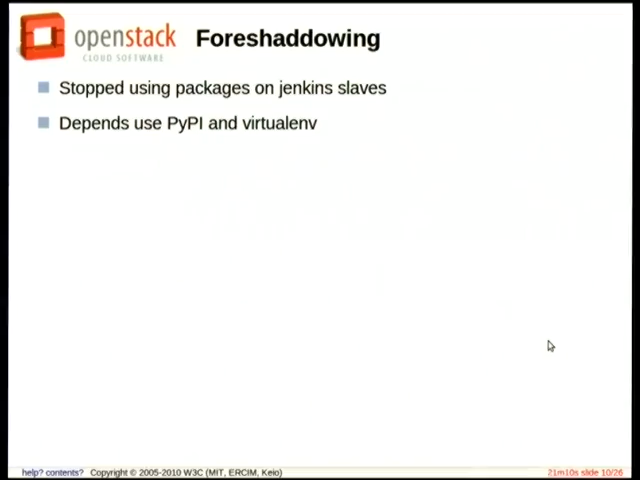 openstack
CLOUD SOFTWARE
Foreshaddowing
Stopped using packages on jenkins slaves
Depends use PyPI and virtualenv
help? contents? Copyright © 2005-2010 W3C (MIT, ERCIM, Keio)
21m10s slide 10/26